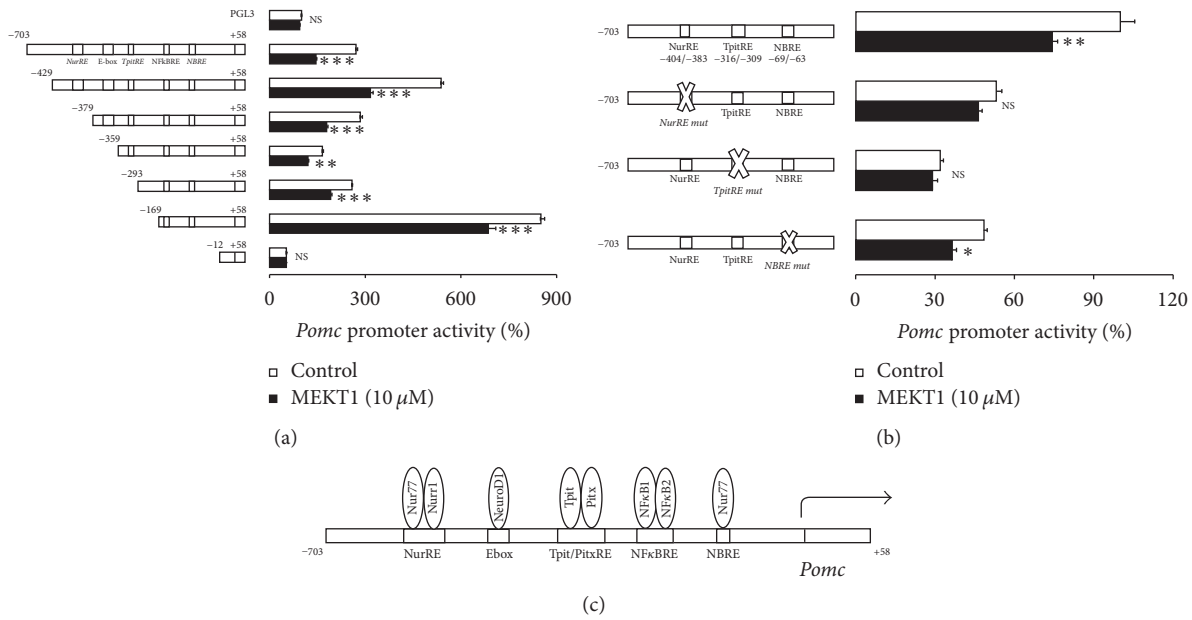 PGL3
NS
−703 +58
NurRE E-box TpitRE NFkBRE NBRE
∗∗∗
−429 +58
∗∗∗
−379 +58
∗∗∗
−359 +58
∗∗
−293 +58
∗∗∗
−169 +58
∗∗∗
−12 +58
NS
0 300 600 900
Pomc promoter activity (%)
Control
MEKT1 (10 μM)
(a)
−703
NurRE TpitRE NBRE
−404/−383 −316/−309 −69/−63
∗∗
−703
NurRE mut TpitRE NBRE
NS
−703
NurRE TpitRE mut NBRE
NS
−703
NurRE TpitRE NBRE mut
∗
0 30 60 90 120
Pomc promoter activity (%)
Control
MEKT1 (10 μM)
(b)
Nur77 Nurr1 NeuroD1 Tpit Pitx NFκB1 NFκB2 Nur77
−703 NurRE Ebox Tpit/PitxRE NFκBRE NBRE +58
Pomc
(c)